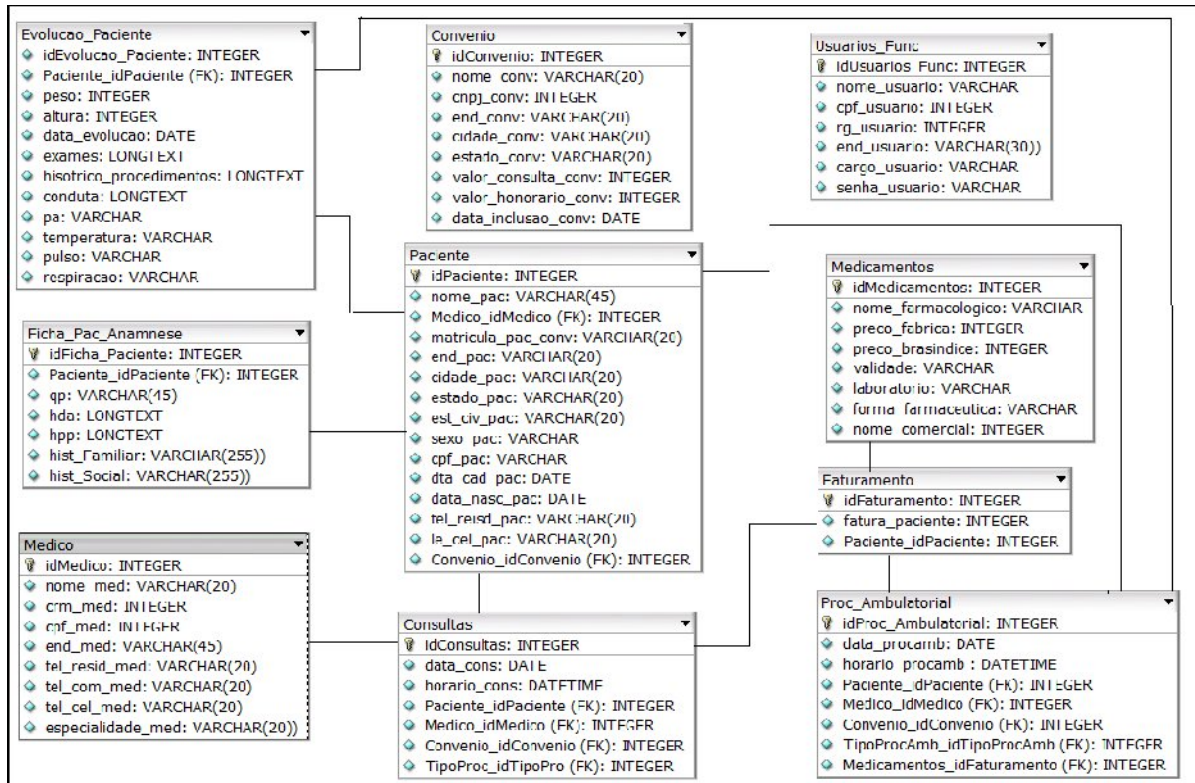 Evolucao_Paciente
idEvolucao_Paciente: INTEGER
Paciente_idPaciente (FK): INTEGER
peso: INTEGER
altura: INTEGER
data_evolucao: DATE
exames: LONGTEXT
hisotrico_procedimentos: LONGTEXT
conduta: LONGTEXT
pa: VARCHAR
temperatura: VARCHAR
pulso: VARCHAR
respiracao: VARCHAR
Convenio
idConvenio: INTEGER
nome_conv: VARCHAR(20)
cnpj_conv: INTEGER
end_conv: VARCHAR(20)
cidade_conv: VARCHAR(20)
estado_conv: VARCHAR(20)
valor_consulta_conv: INTEGER
valor_honorario_conv: INTEGER
data_inclusao_conv: DATE
Usuarios_Func
idUsuarios_Func: INTEGER
nome_usuario: VARCHAR
cpf_usuario: INTEGER
rg_usuario: INTEGER
end_usuario: VARCHAR(30))
cargo_usuario: VARCHAR
senha_usuario: VARCHAR
Paciente
idPaciente: INTEGER
nome_pac: VARCHAR(45)
Medico_idMedico (FK): INTEGER
matricula_pac_conv: VARCHAR(20)
end_pac: VARCHAR(20)
cidade_pac: VARCHAR(20)
estado_pac: VARCHAR(20)
est_civ_pac: VARCHAR(20)
sexo_pac: VARCHAR
cpf_pac: VARCHAR
dta_cad_pac: DATE
data_nasc_pac: DATE
tel_reisd_pac: VARCHAR(20)
le_cel_pac: VARCHAR(20)
Convenio_idConvenio (FK): INTEGER
Medicamentos
idMedicamentos: INTEGER
nome_farmacologico: VARCHAR
preco_fabrica: INTEGER
preco_brasindice: INTEGER
validade: VARCHAR
laboratorio: VARCHAR
forma_farmaceutica: VARCHAR
nome_comercial: INTEGER
Ficha_Pac_Anamnese
idFicha_Paciente: INTEGER
Paciente_idPaciente (FK): INTEGER
qp: VARCHAR(45)
hda: LONGTEXT
hpp: LONGTEXT
hist_Familiar: VARCHAR(255))
hist_Social: VARCHAR(255))
Faturamento
idFaturamento: INTEGER
fatura_paciente: INTEGER
Paciente_idPaciente: INTEGER
Medico
idMedico: INTEGER
nome_med: VARCHAR(20)
crm_med: INTEGER
cpf_med: INTEGER
end_med: VARCHAR(45)
tel_resid_med: VARCHAR(20)
tel_com_med: VARCHAR(20)
tel_cel_med: VARCHAR(20)
especialidade_med: VARCHAR(20))
Consultas
idConsultas: INTEGER
data_cons: DATE
horario_cons: DATETIME
Paciente_idPaciente (FK): INTEGER
Medico_idMedico (FK): INTEGER
Convenio_idConvenio (FK): INTEGER
TipoProc_idTipoPro (FK): INTEGER
Proc_Ambulatorial
idProc_Ambulatorial: INTEGER
data_procamb: DATE
horario_procamb : DATETIME
Paciente_idPaciente (FK): INTEGER
Medico_idMedico (FK): INTEGER
Convenio_idConvenio (FK): INTEGER
TipoProcAmb_idTipoProcAmb (FK): INTEGER
Medicamentos_idFaturamento (FK): INTEGER